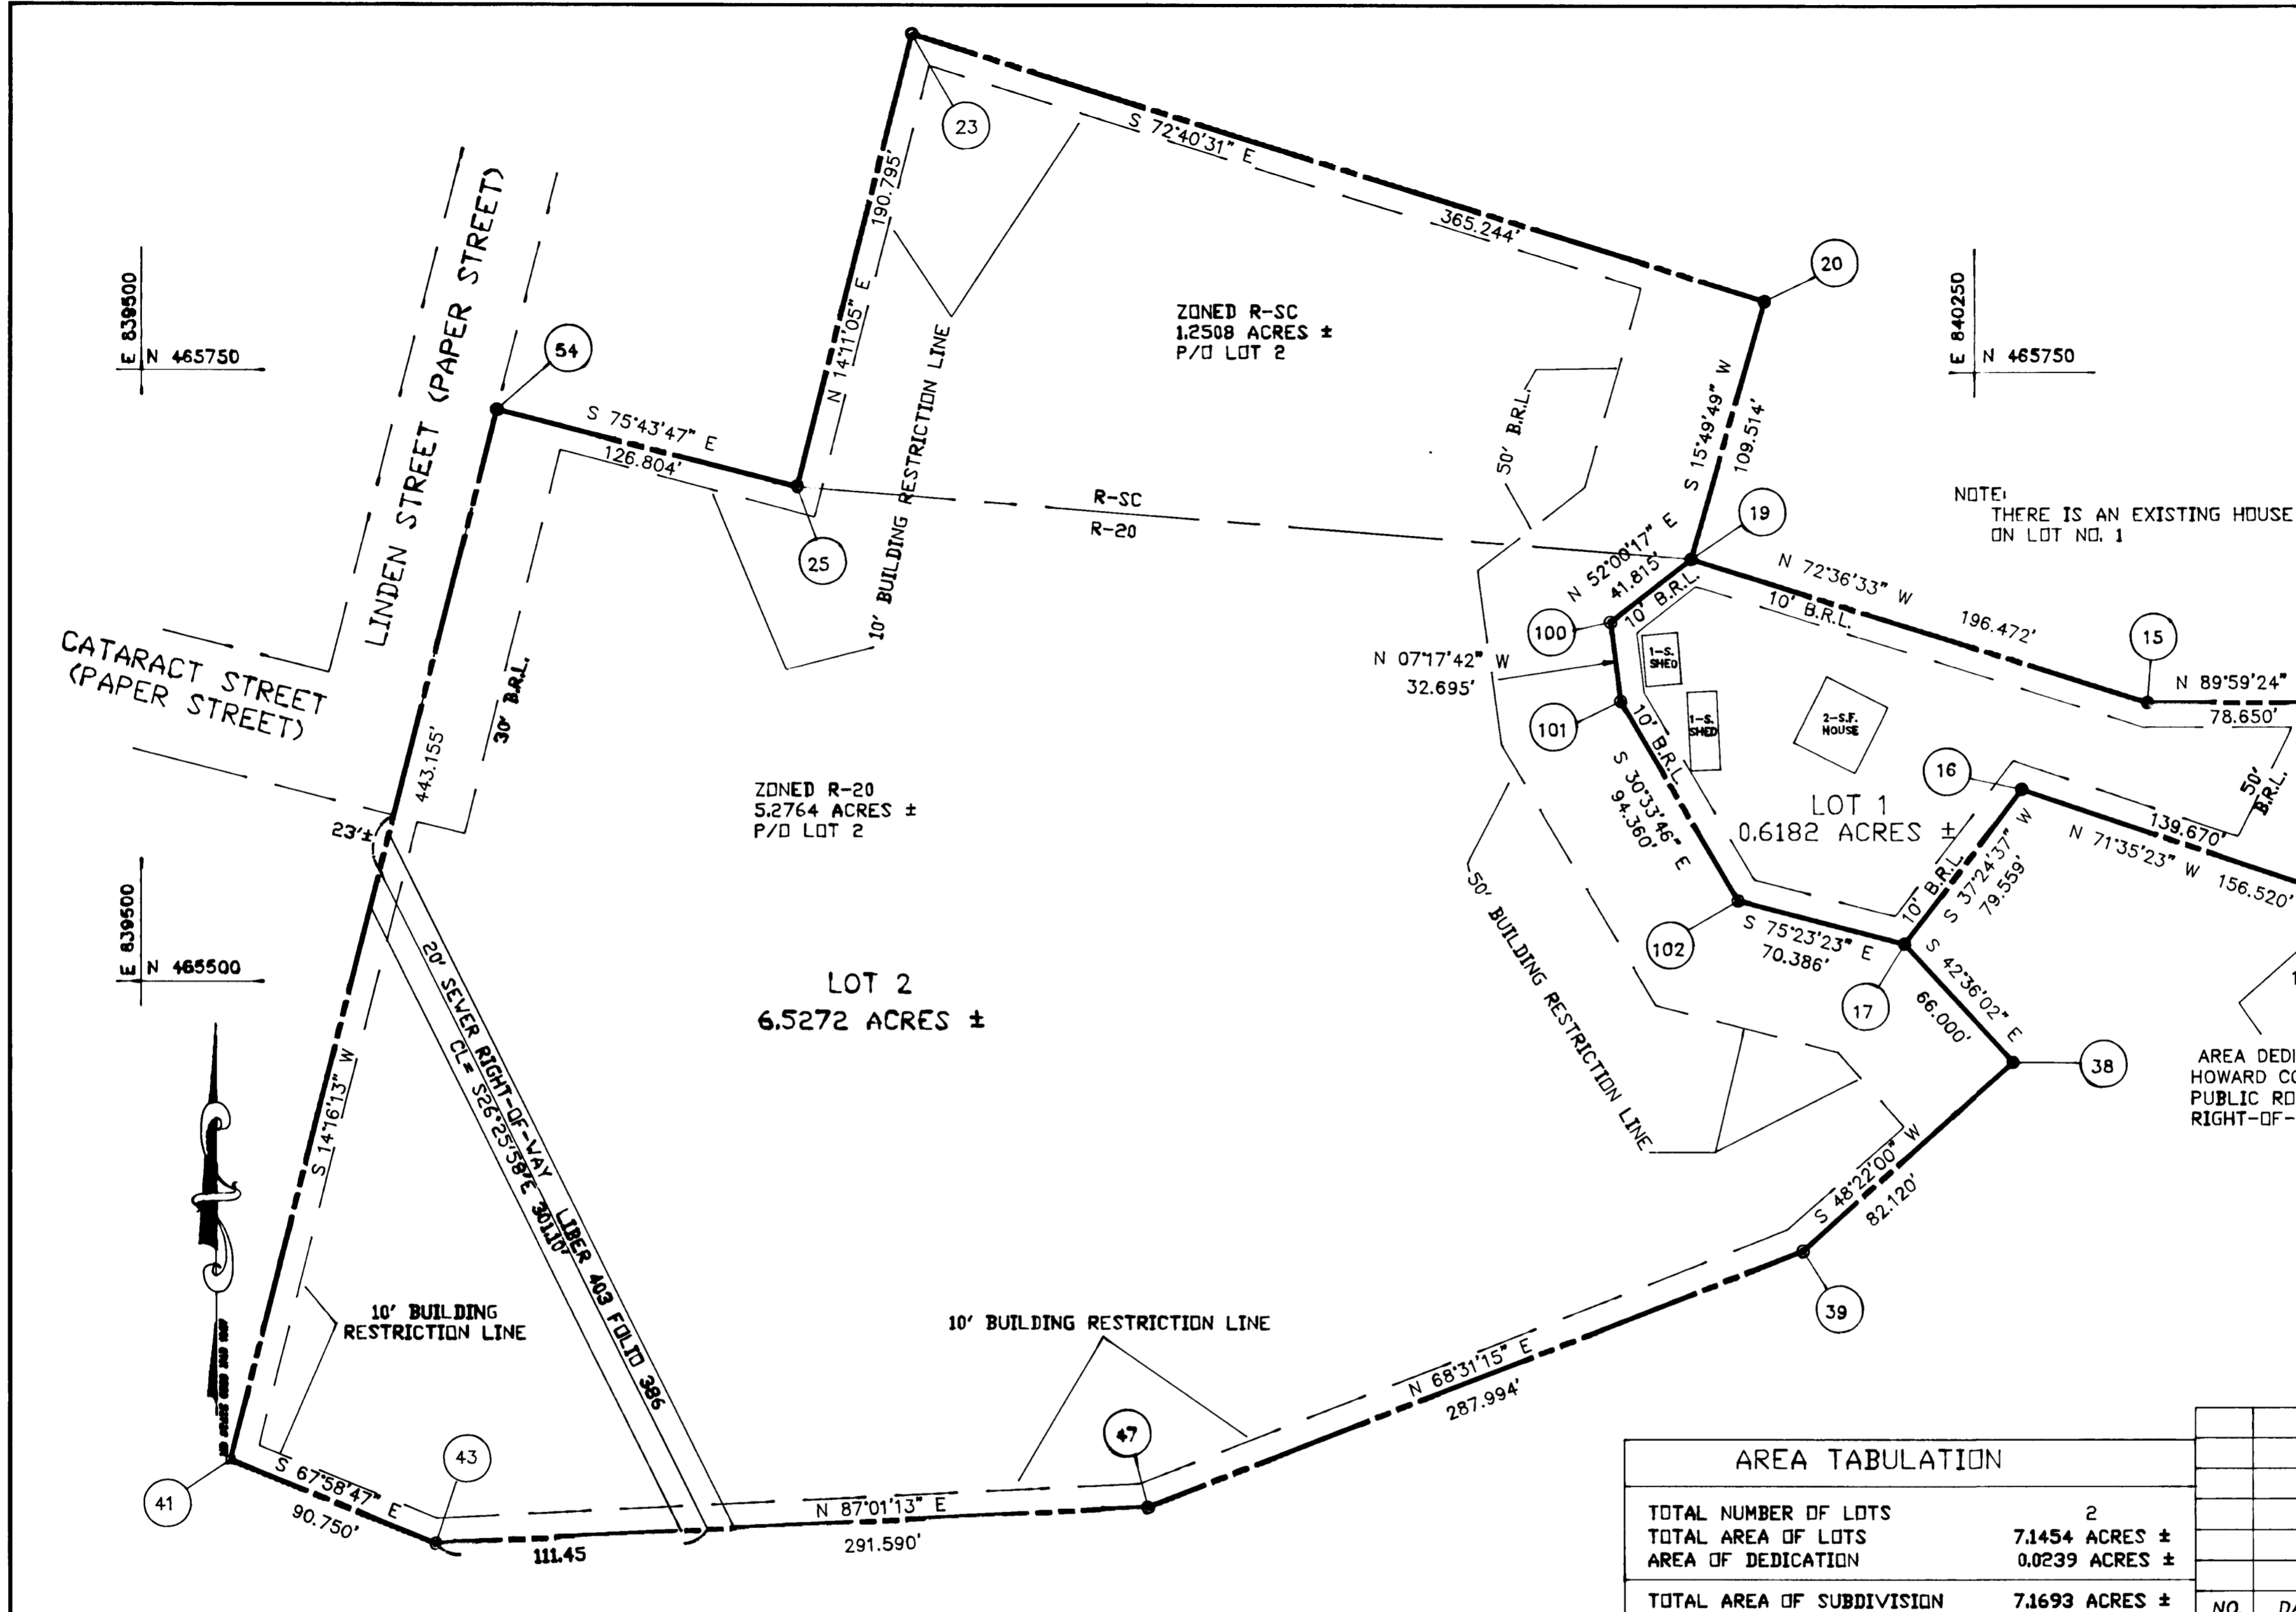 23
S 72°40'31" E
365.244'
190.795'
N 14°11'05" E
20
E 839500
N 465750
LINDEN STREET (PAPER STREET)
54
S 75°43'47" E
126.804'
ZONED R-SC
1.2508 ACRES ±
P/O LOT 2
10' BUILDING RESTRICTION LINE
50' B.R.L.
S 15°49'49" W
109.514'
E 840250
N 465750
R-SC
R-20
25
19
NOTE:
THERE IS AN EXISTING HOUSE
ON LOT NO. 1
N 52°00'17" E
41.815'
10' B.R.L.
N 72°36'33" W
10' B.R.L.
196.472'
100
N 07°17'42" W
32.695'
101
1-S.
SHED
1-S.
SHED
2-S.F.
HOUSE
15
N 89°59'24"
78.650'
CATARACT STREET
(PAPER STREET)
30' B.R.L.
443.155'
23'±
ZONED R-20
5.2764 ACRES ±
P/O LOT 2
10' B.R.L.
S 30°33'46" E
94.360'
LOT 1
0.6182 ACRES ±
16
50'
B.R.L.
139.670'
N 71°35'23" W
156.520'
10' B.R.L.
S 37°24'37" W
79.559'
102
S 75°23'23" E
70.386'
17
S 42°36'02" E
66.000'
38
E 839500
N 465500
LOT 2
6.5272 ACRES ±
20' SEWER RIGHT-OF-WAY
LIBER 403 FOLIO 386
CL= S26°25'58"E 301.10'
50' BUILDING RESTRICTION LINE
AREA DEDI
HOWARD CO
PUBLIC RO
RIGHT-OF-
S 14°16'13" W
S 48°22'00" W
82.120'
39
10' BUILDING
RESTRICTION LINE
10' BUILDING RESTRICTION LINE
N 68°31'15" E
287.994'
47
43
41
S 67°58'47" E
90.750'
111.45
N 87°01'13" E
291.590'
AREA TABULATION
TOTAL NUMBER OF LOTS 2
TOTAL AREA OF LOTS 7.1454 ACRES ±
AREA OF DEDICATION 0.0239 ACRES ±
TOTAL AREA OF SUBDIVISION 7.1693 ACRES ±
NO.